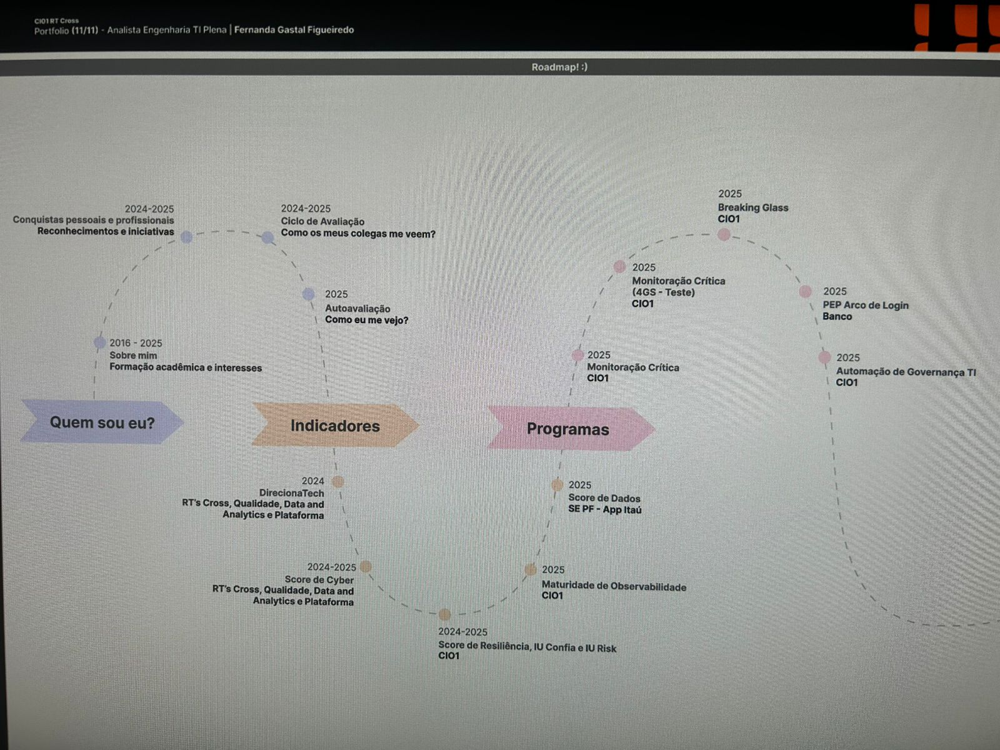 CIO1 RT Cross
Portfolio (11/11) - Analista Engenharia TI Plena | Fernanda Gastal Figueiredo
Roadmap! :)
2024-2025
Conquistas pessoais e profissionais
Reconhecimentos e iniciativas
2024-2025
Ciclo de Avaliação
Como os meus colegas me veem?
2025
Autoavaliação
Como eu me vejo?
2016 - 2025
Sobre mim
Formação acadêmica e interesses
Quem sou eu?
Indicadores
2024
DirecionaTech
RT's Cross, Qualidade, Data and
Analytics e Plataforma
2024-2025
Score de Cyber
RT's Cross, Qualidade, Data and
Analytics e Plataforma
2024-2025
Score de Resiliência, IU Confia e IU Risk
CIO1
2025
Maturidade de Observabilidade
CIO1
2025
Score de Dados
SE PF - App Itaú
Programas
2025
Monitoração Crítica
CIO1
2025
Monitoração Crítica
(4GS - Teste)
CIO1
2025
Breaking Glass
CIO1
2025
PEP Arco de Login
Banco
2025
Automação de Governança TI
CIO1